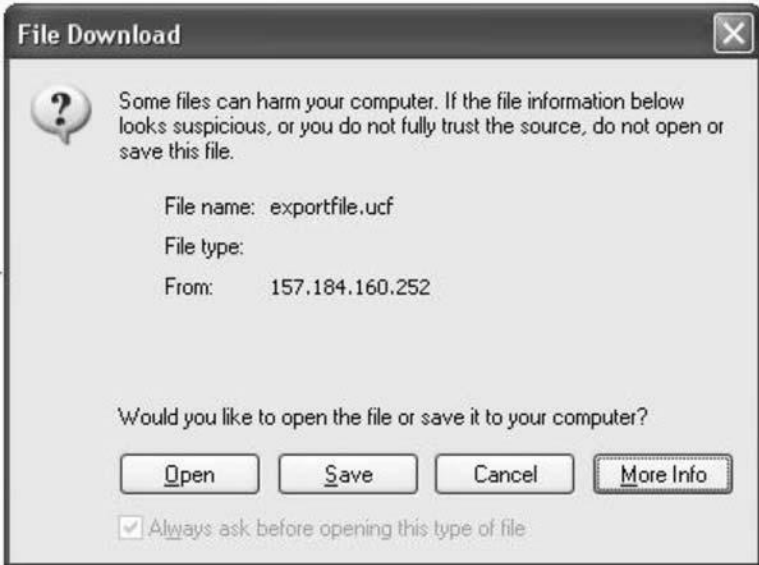 File Download
Some files can harm your computer. If the file information below
looks suspicious, or you do not fully trust the source, do not open or
save this file.
File name: exportfile.ucf
File type:
From: 157.184.160.252
Would you like to open the file or save it to your computer?
Open Save Cancel More Info
Always ask before opening this type of file